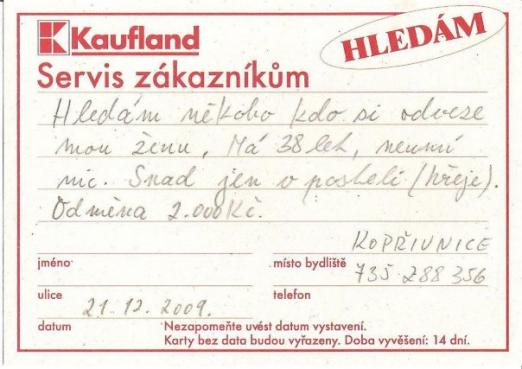 Kaufland
HLEDÁM
Servis zákazníkům
Hledám někoho kdo si odveze
mou ženu, Má 38 let, neumí
nic. Snad jen v posteli (hřeje).
Odměna 2.000Kč.
KOPŘIVNICE
jméno místo bydliště
735 288 356
ulice telefon
21.12.2009.
datum Nezapomeňte uvést datum vystavení.
Karty bez data budou vyřazeny. Doba vyvěšení: 14 dní.